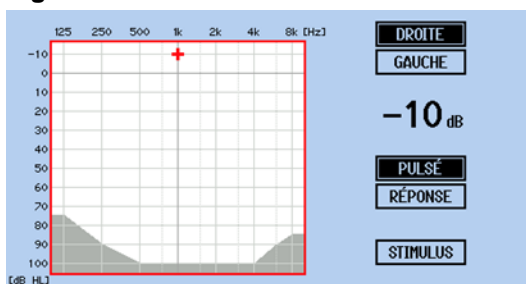 125 250 500 1k 2k 4k 8k [Hz]
-10
0
10
20
30
40
50
60
70
80
90
100
[dB HL]
DROITE
GAUCHE
-10 dB
PULSÉ
RÉPONSE
STIMULUS